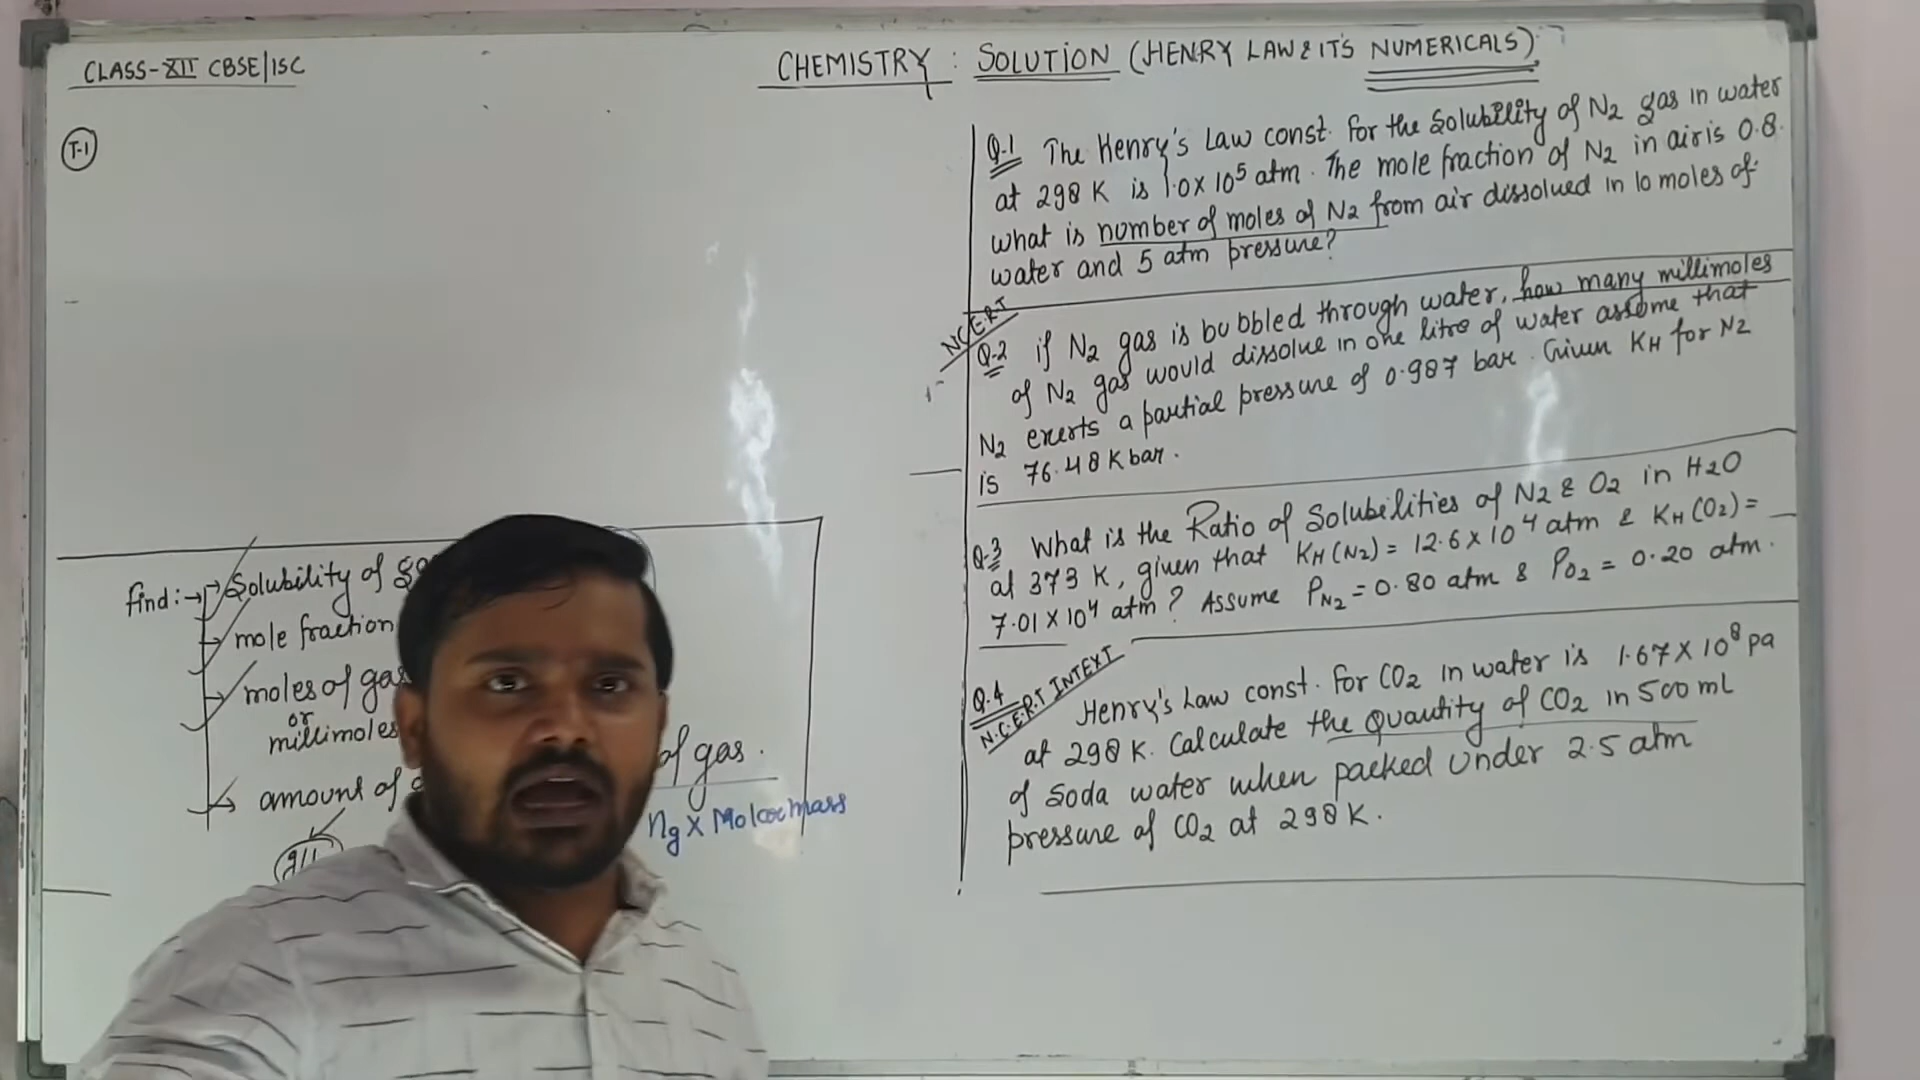 CLASS-XII CBSE/ISC
CHEMISTRY : SOLUTION (HENRY LAW & IT'S NUMERICALS)
T-1
find:→ → Solubility of
→ mole fraction
→ moles of gas
or
millimoles
→ amount of
of gas.
ng x Molar mass
g/l
Q.1 The Henry's Law const. for the Solubility of N2 gas in water
at 298 K is 1.0 x 10^5 atm. The mole fraction of N2 in air is 0.8.
what is number of moles of N2 from air dissolved in 10 moles of
water and 5 atm pressure?
N.C.E.R.T
Q.2 if N2 gas is bubbled through water, how many millimoles
of N2 gas would dissolve in one litre of water assume that
N2 exerts a partial pressure of 0.987 bar. Given KH for N2
is 76.48 K bar.
Q.3 What is the Ratio of Solubilities of N2 & O2 in H2O
at 373 K, given that KH(N2) = 12.6 x 10^4 atm & KH(O2) =
7.01 x 10^4 atm? Assume PN2 = 0.80 atm & PO2 = 0.20 atm.
Q.4
N.C.E.R.T INTEXT
Henry's Law const. for CO2 in water is 1.67 x 10^8 pa
at 298 K. Calculate the Quantity of CO2 in 500 mL
of Soda water when packed under 2.5 atm
pressure of CO2 at 298 K.